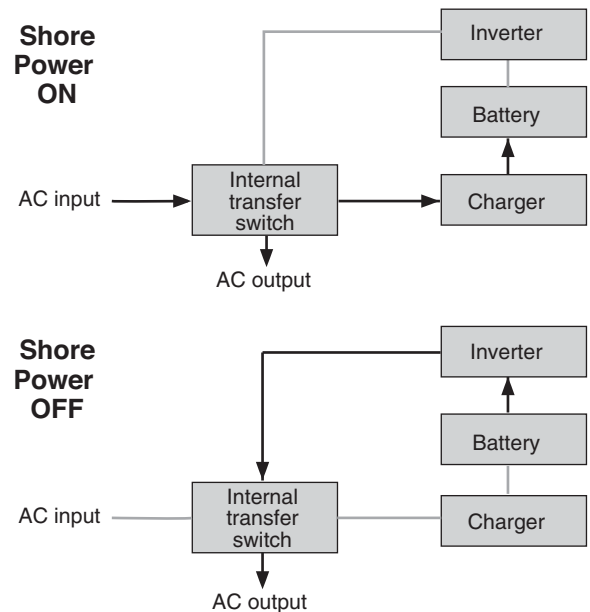 Shore
Power
ON
Inverter
Battery
AC input
Internal
transfer
switch
Charger
AC output
Shore
Power
OFF
Inverter
Battery
AC input
Internal
transfer
switch
Charger
AC output